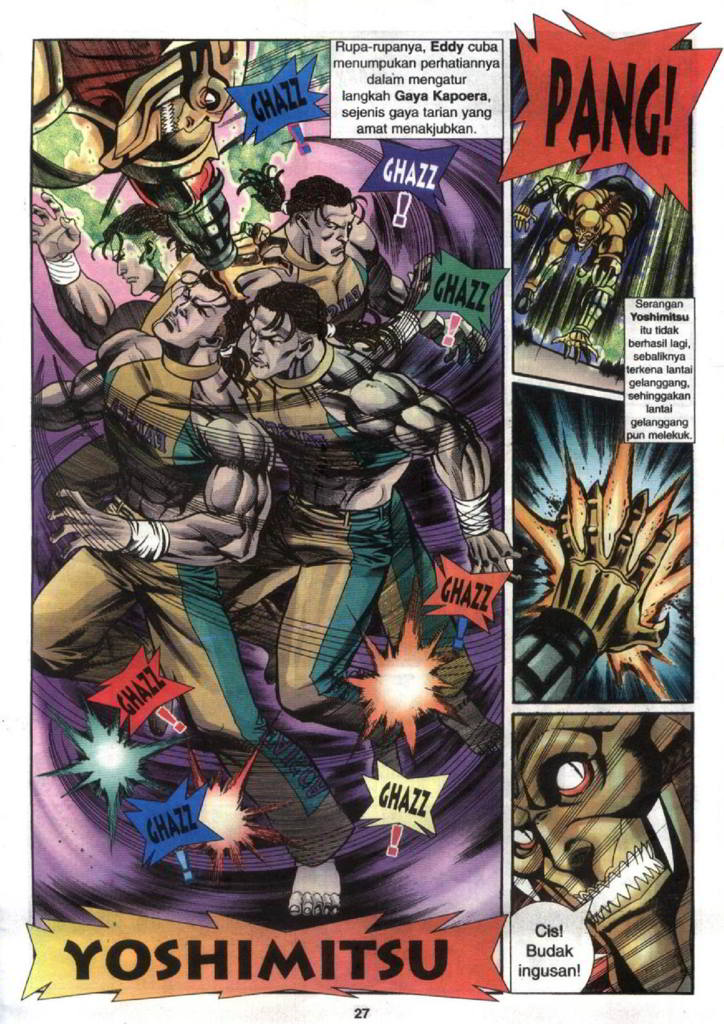 Rupa-rupanya, Eddy cuba
menumpukan perhatiannya
dalam mengatur
langkah Gaya Kapoera,
sejenis gaya tarian yang
amat menakjubkan.
GHAZZ
!
GHAZZ
!
GHAZZ
!
GHAZZ
!
GHAZZ
!
GHAZZ
!
GHAZZ
!
YOSHIMITSU
PANG!
Serangan
Yoshimitsu
itu tidak
berhasil lagi,
sebaliknya
terkena lantai
gelanggang,
sehinggakan
lantai
gelanggang
pun melekuk.
Cis!
Budak
ingusan!
27